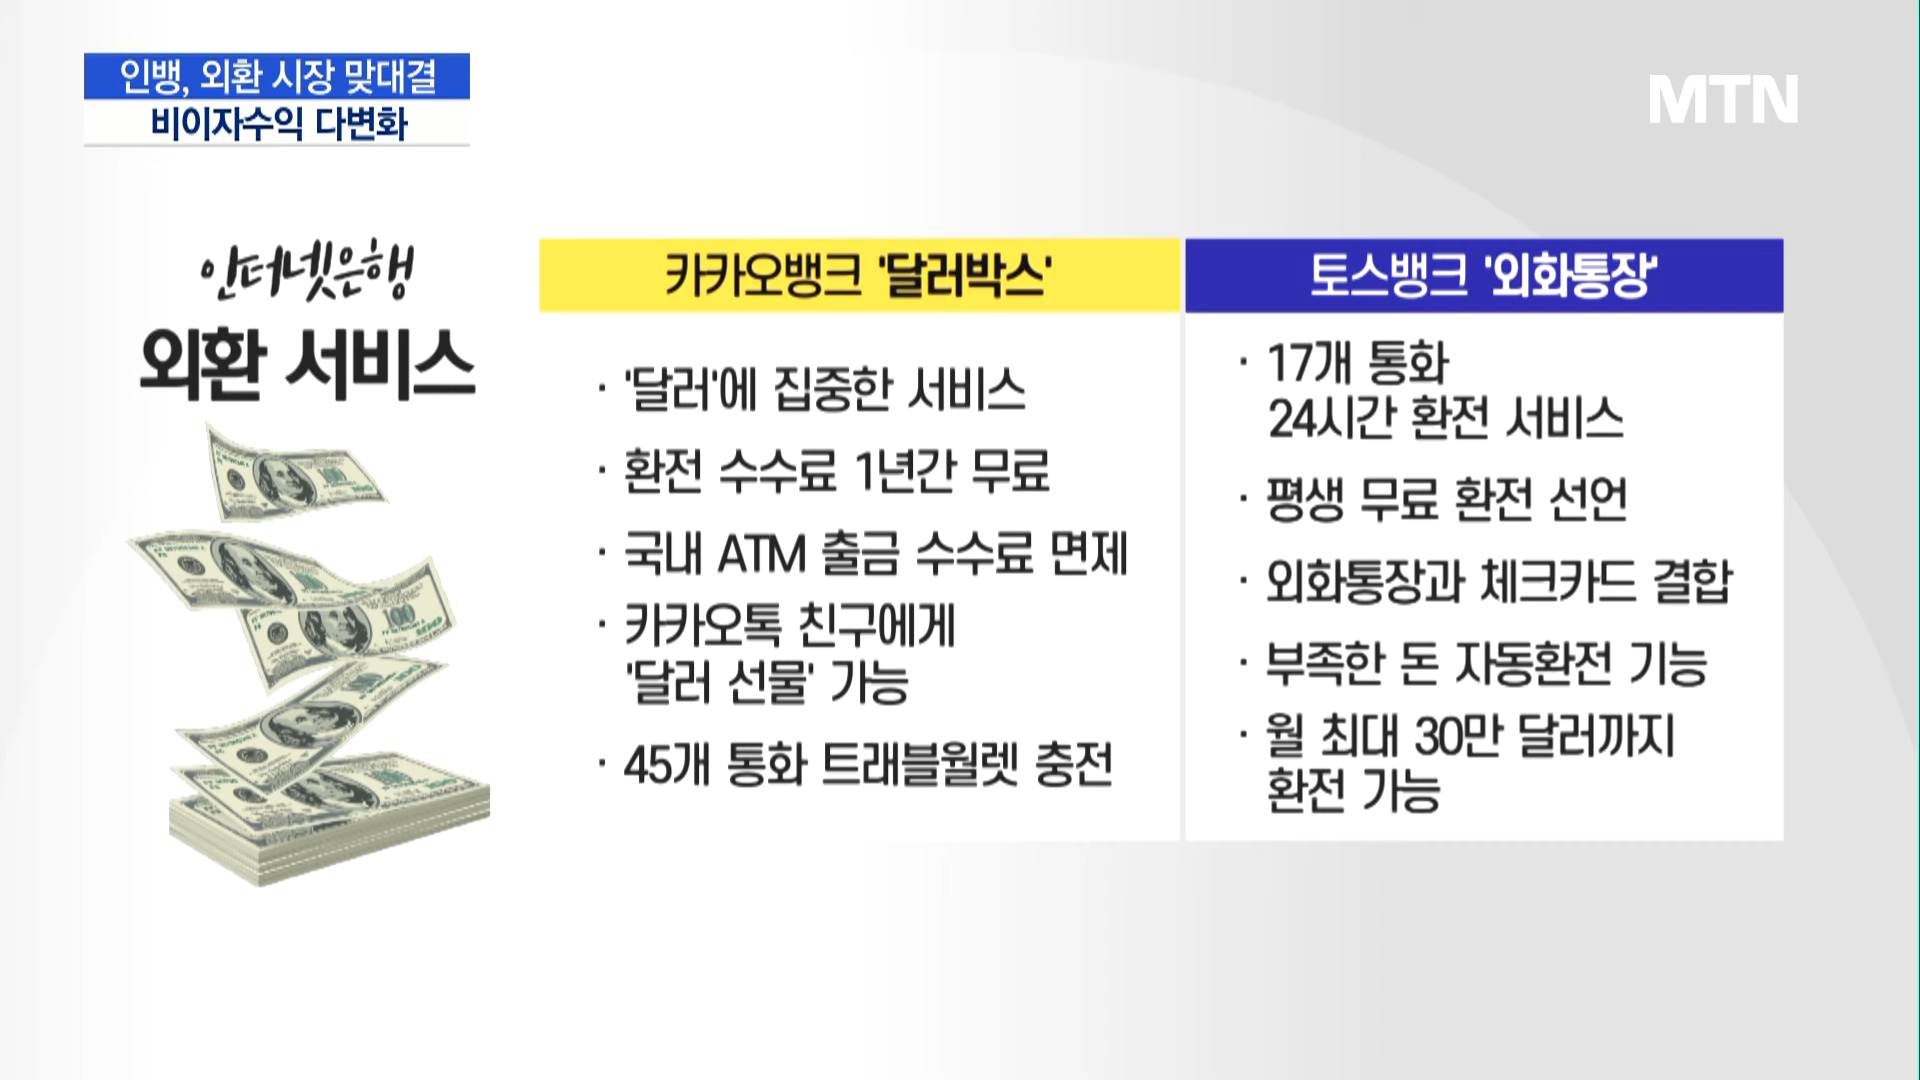 인뱅, 외환 시장 맞대결
비이자수익 다변화
MTN
인터넷은행
외환 서비스
카카오뱅크 '달러박스'
· '달러'에 집중한 서비스
· 환전 수수료 1년간 무료
· 국내 ATM 출금 수수료 면제
· 카카오톡 친구에게
'달러 선물' 가능
· 45개 통화 트래블월렛 충전
토스뱅크 '외화통장'
· 17개 통화
24시간 환전 서비스
· 평생 무료 환전 선언
· 외화통장과 체크카드 결합
· 부족한 돈 자동환전 기능
· 월 최대 30만 달러까지
환전 가능